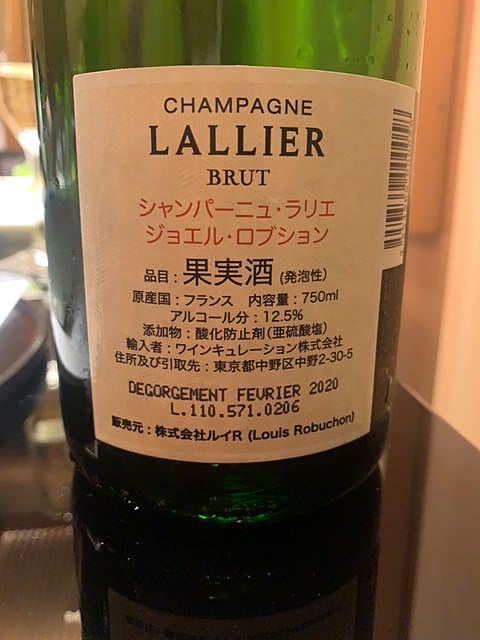 CHAMPAGNE
LALLIER
BRUT
シャンパーニュ・ラリエ
ジョエル・ロブション
品目：果実酒(発泡性)
原産国：フランス 内容量：750ml
アルコール分：12.5%
添加物：酸化防止剤(亜硫酸塩)
輸入者：ワインキュレーション株式会社
住所及び引取先：東京都中野区中野2-30-5
DEGORGEMENT FEVRIER 2020
L.110.571.0206
販売元：株式会社ルイR (Louis Robuchon)